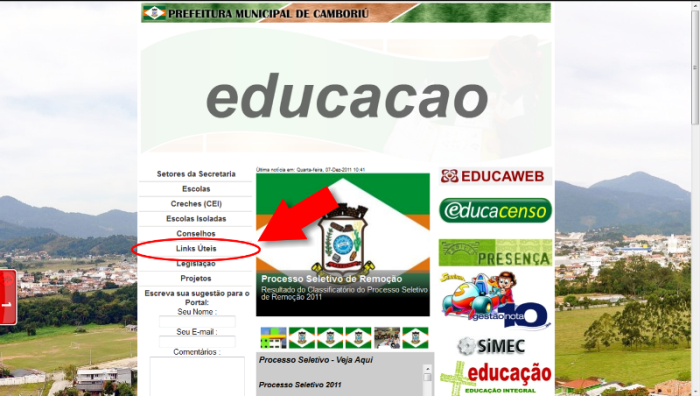 PREFEITURA MUNICIPAL DE CAMBORIÚ
educacao
Setores da Secretaria
Escolas
Creches (CEI)
Escolas Isoladas
Conselhos
Links Úteis
Legislação
Projetos
Escreva sua sugestão para o
Portal:
Seu Nome :
Seu E-mail :
Comentários :
Última notícia em: Quarta-feira, 07-Dez-2011 10:41
Processo Seletivo de Remoção
Resultado do Classificatório do Processo Seletivo
de Remoção 2011
Processo Seletivo - Veja Aqui
Processo Seletivo 2011
EDUCAWEB
educacenso
PRESENÇA
gestão nota 10
SiMEC
educação
EDUCAÇÃO INTEGRAL
1